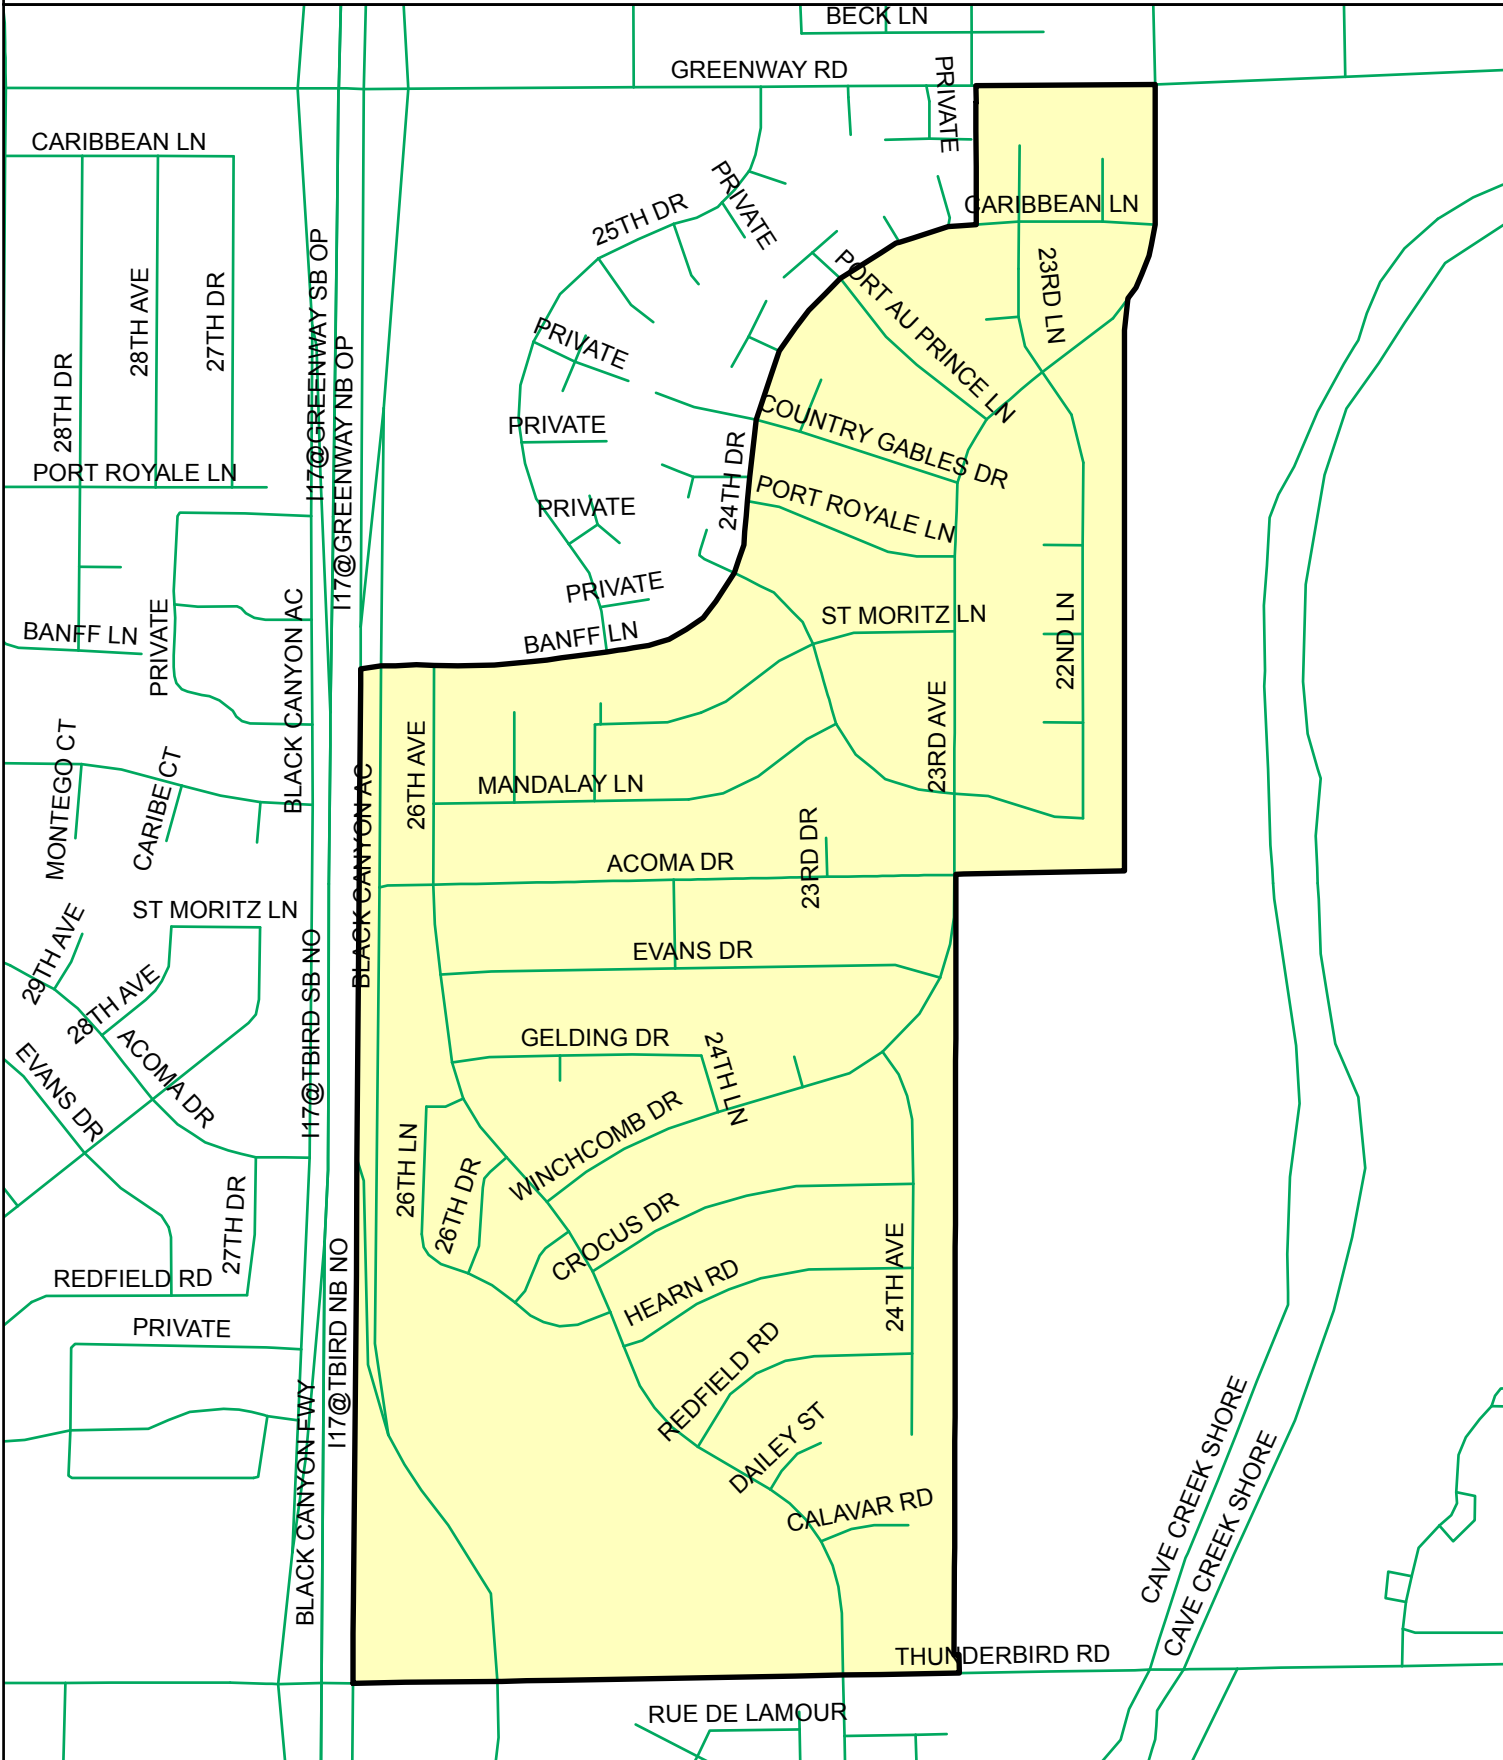 BECK LN
GREENWAY RD
PRIVATE
CARIBBEAN LN
PRIVATE
25TH DR
CARIBBEAN LN
28TH DR
28TH AVE
27TH DR
I17@GREENWAY SB OP
I17@GREENWAY NB OP
PORT AU PRINCE LN
23RD LN
PRIVATE
COUNTRY GABLES DR
PRIVATE
24TH DR
PORT ROYALE LN
PORT ROYALE LN
PRIVATE
PRIVATE
ST MORITZ LN
22ND LN
BANFF LN
PRIVATE
BLACK CANYON AC
BANFF LN
23RD AVE
MONTEGO CT
CARIBE CT
BLACK CANYON AC
26TH AVE
MANDALAY LN
23RD DR
ACOMA DR
ST MORITZ LN
29TH AVE
28TH AVE
I17@TBIRD SB NO
EVANS DR
ACOMA DR
EVANS DR
GELDING DR
24TH LN
WINCHCOMB DR
26TH LN
26TH DR
CROCUS DR
27TH DR
REDFIELD RD
HEARN RD
24TH AVE
PRIVATE
I17@TBIRD NB NO
REDFIELD RD
BLACK CANYON FWY
DAILEY ST
CALAVAR RD
CAVE CREEK SHORE
CAVE CREEK SHORE
THUNDERBIRD RD
RUE DE LAMOUR